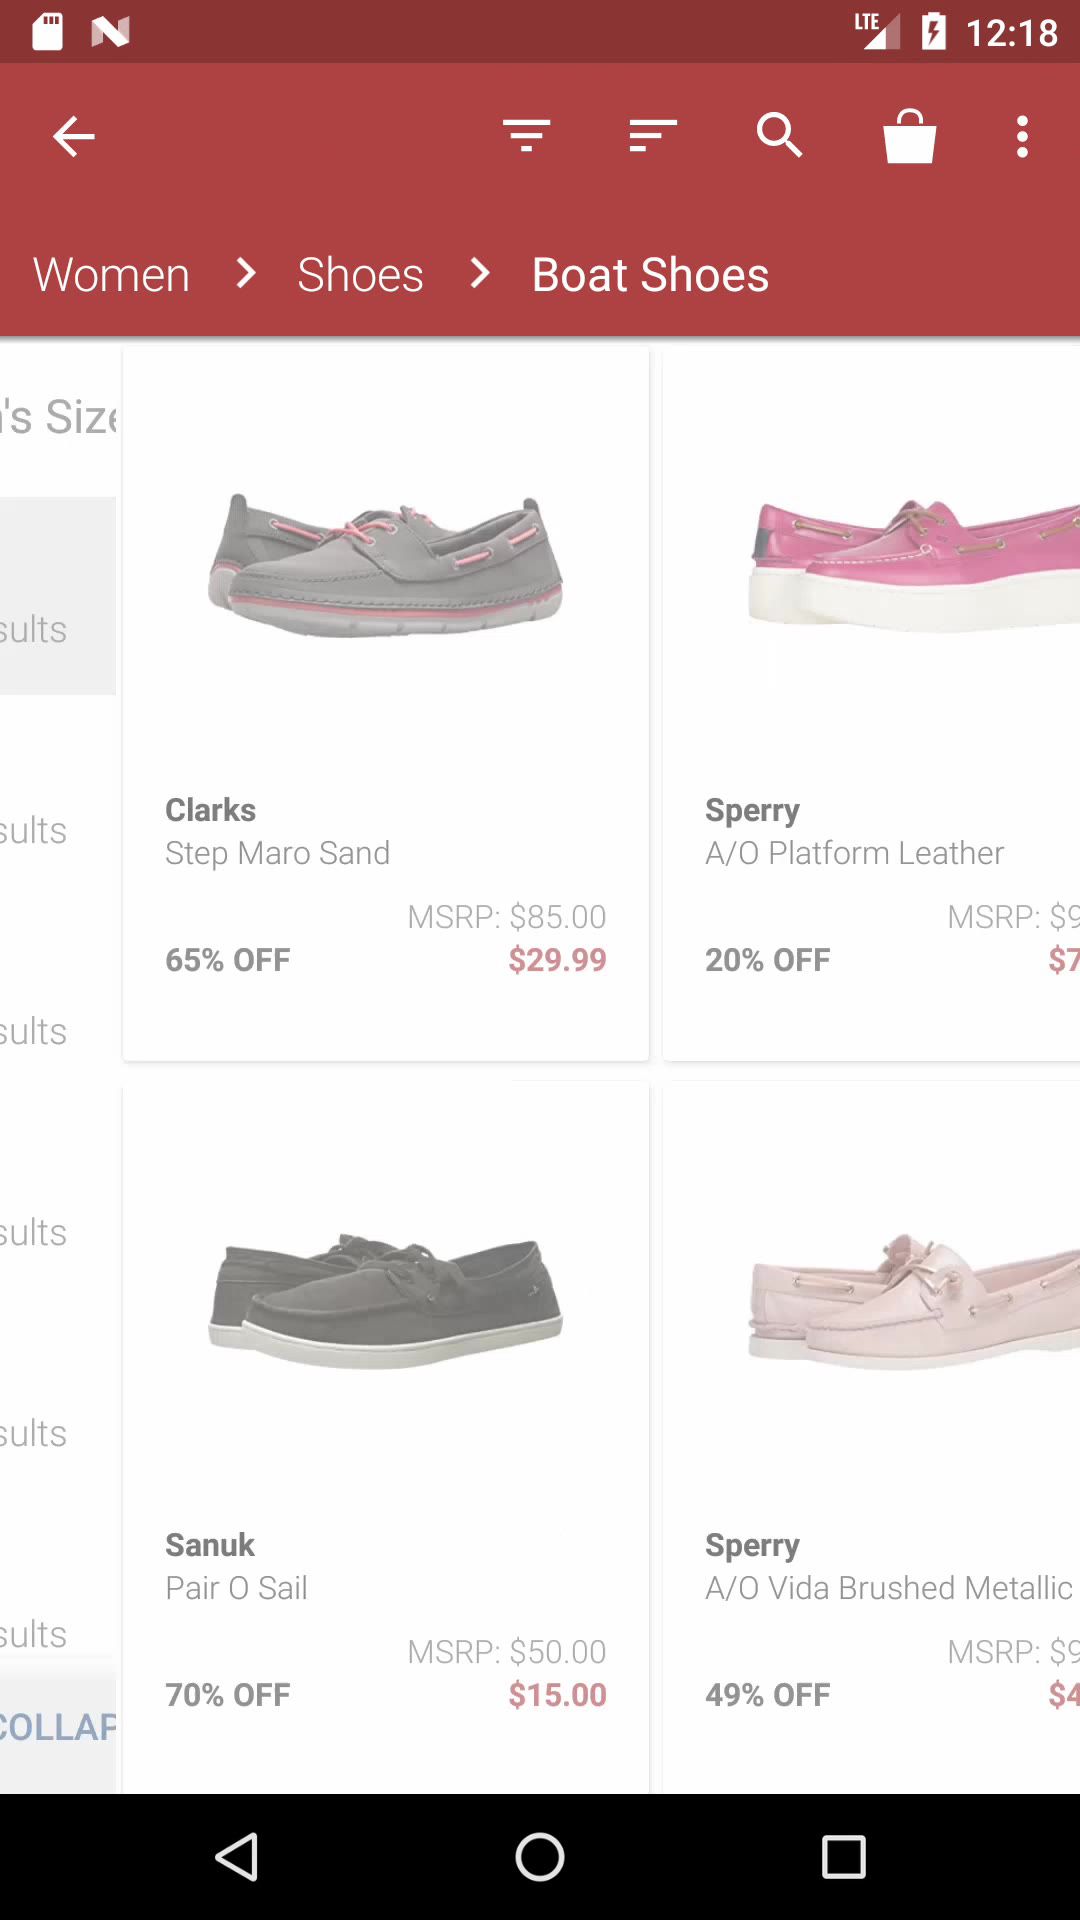 LTE 12:18
Women Shoes Boat Shoes
's Size
sults
sults
sults
sults
sults
sults
COLLAP
Clarks
Step Maro Sand
MSRP: $85.00
65% OFF $29.99
Sperry
A/O Platform Leather
MSRP: $9
20% OFF $7
Sanuk
Pair O Sail
MSRP: $50.00
70% OFF $15.00
Sperry
A/O Vida Brushed Metallic
MSRP: $9
49% OFF $4